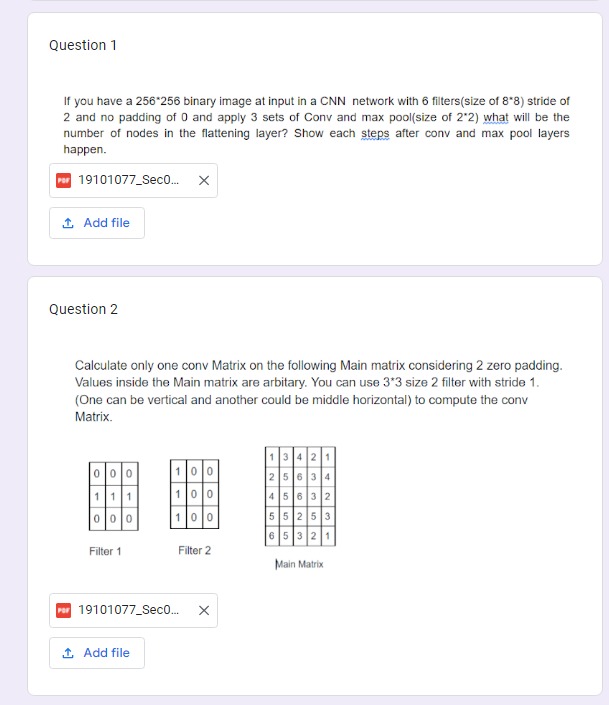 Question 1
If you have a 256*256 binary image at input in a CNN network with 6 filters(size of 8*8) stride of
2 and no padding of 0 and apply 3 sets of Conv and max pool(size of 2*2) what will be the
number of nodes in the flattening layer? Show each steps after conv and max pool layers
happen.
PDF 19101077_Sec0... ×
Add file
Question 2
Calculate only one conv Matrix on the following Main matrix considering 2 zero padding.
Values inside the Main matrix are arbitary. You can use 3*3 size 2 filter with stride 1.
(One can be vertical and another could be middle horizontal) to compute the conv
Matrix.
0 0 0
1 1 1
0 0 0
Filter 1
1 0 0
1 0 0
1 0 0
Filter 2
1 3 4 2 1
2 5 6 3 4
4 5 6 3 2
5 5 2 5 3
6 5 3 2 1
Main Matrix
PDF 19101077_Sec0... ×
Add file